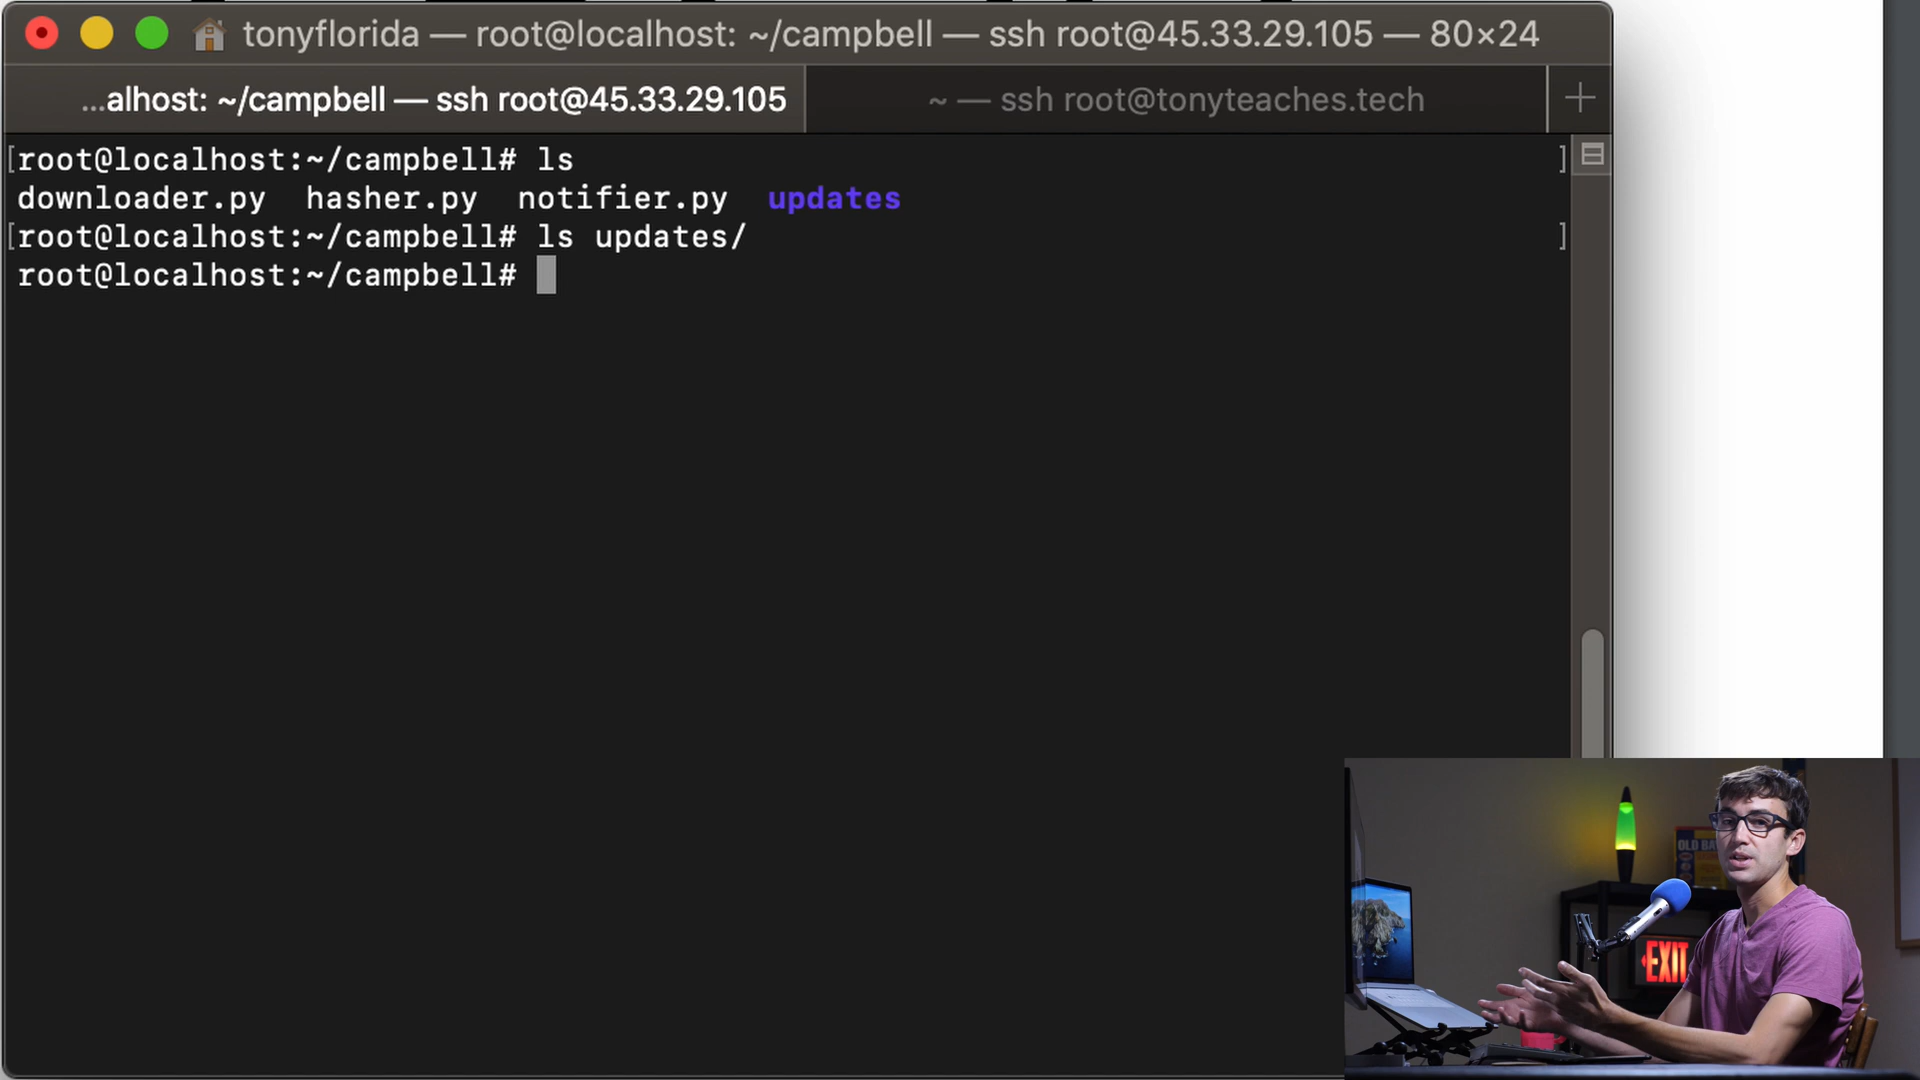 tonyflorida — root@localhost: ~/campbell — ssh root@45.33.29.105 — 80×24
...alhost: ~/campbell — ssh root@45.33.29.105
~ — ssh root@tonyteaches.tech
[root@localhost:~/campbell# ls ]
downloader.py hasher.py notifier.py updates
[root@localhost:~/campbell# ls updates/ ]
root@localhost:~/campbell#
OLD BA
EXIT